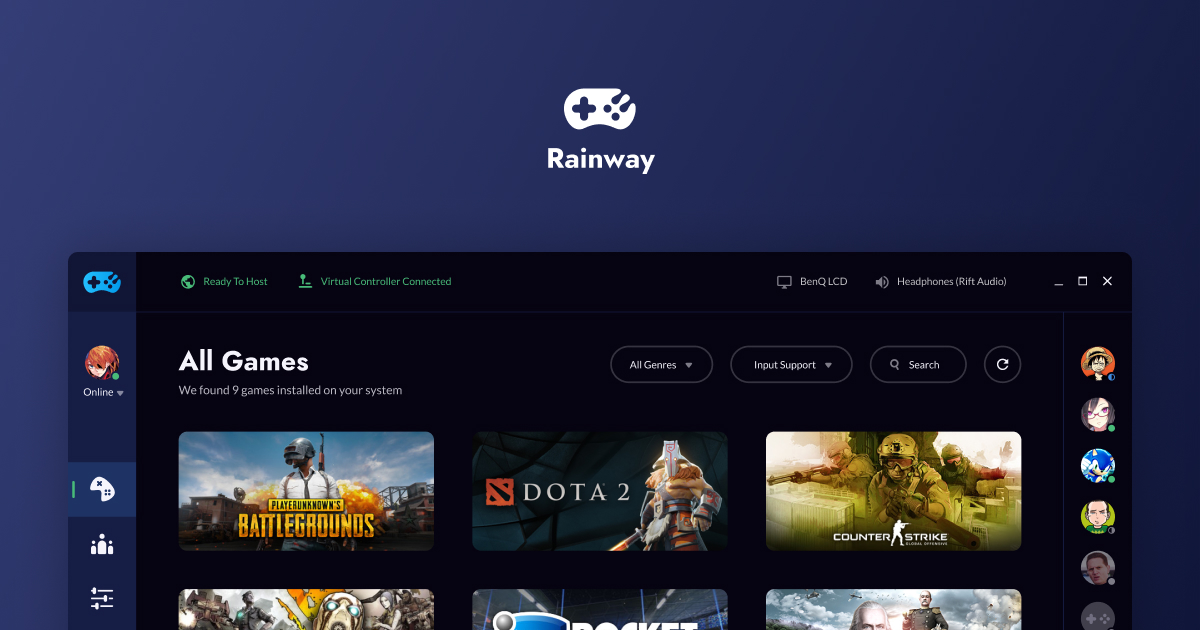 Rainway
Ready To Host
Virtual Controller Connected
BenQ LCD
Headphones (Rift Audio)
All Games
We found 9 games installed on your system
All Genres
Input Support
Search
Online
PLAYERUNKNOWN'S
BATTLEGROUNDS
DOTA 2
COUNTER STRIKE
GLOBAL OFFENSIVE
ROCKET